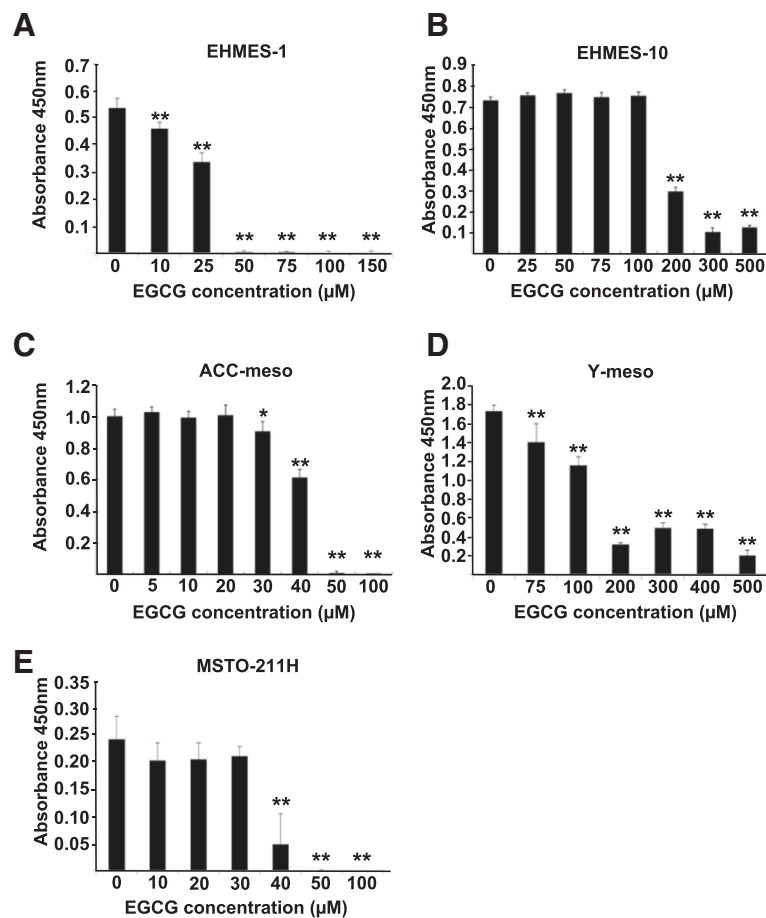 A
EHMES-1
Absorbance 450nm
0.7
0.6
0.5
0.4
0.3
0.2
0.1
** ** ** ** ** **
0 10 25 50 75 100 150
EGCG concentration (µM)
B
EHMES-10
Absorbance 450nm
0.9
0.8
0.7
0.6
0.5
0.4
0.3
0.2
0.1
** ** **
0 25 50 75 100 200 300 500
EGCG concentration (µM)
C
ACC-meso
Absorbance 450nm
1.2
1.0
0.8
0.6
0.4
0.2
* ** ** **
0 5 10 20 30 40 50 100
EGCG concentration (µM)
D
Y-meso
Absorbance 450nm
2.0
1.8
1.6
1.4
1.2
1.0
0.8
0.6
0.4
0.2
** ** ** ** ** **
0 75 100 200 300 400 500
EGCG concentration (µM)
E
MSTO-211H
Absorbance 450nm
0.35
0.30
0.25
0.20
0.15
0.10
0.05
** ** **
0 10 20 30 40 50 100
EGCG concentration (µM)